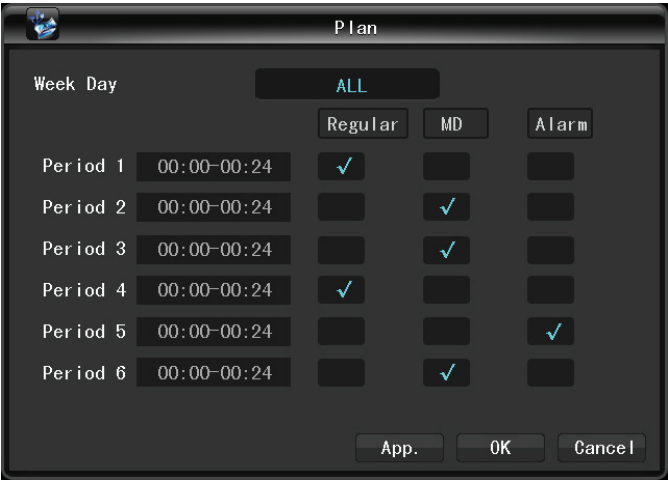 Plan
Week Day ALL
Regular MD Alarm
Period 1 00:00-00:24 √
Period 2 00:00-00:24 √
Period 3 00:00-00:24 √
Period 4 00:00-00:24 √
Period 5 00:00-00:24 √
Period 6 00:00-00:24 √
App. OK Cancel